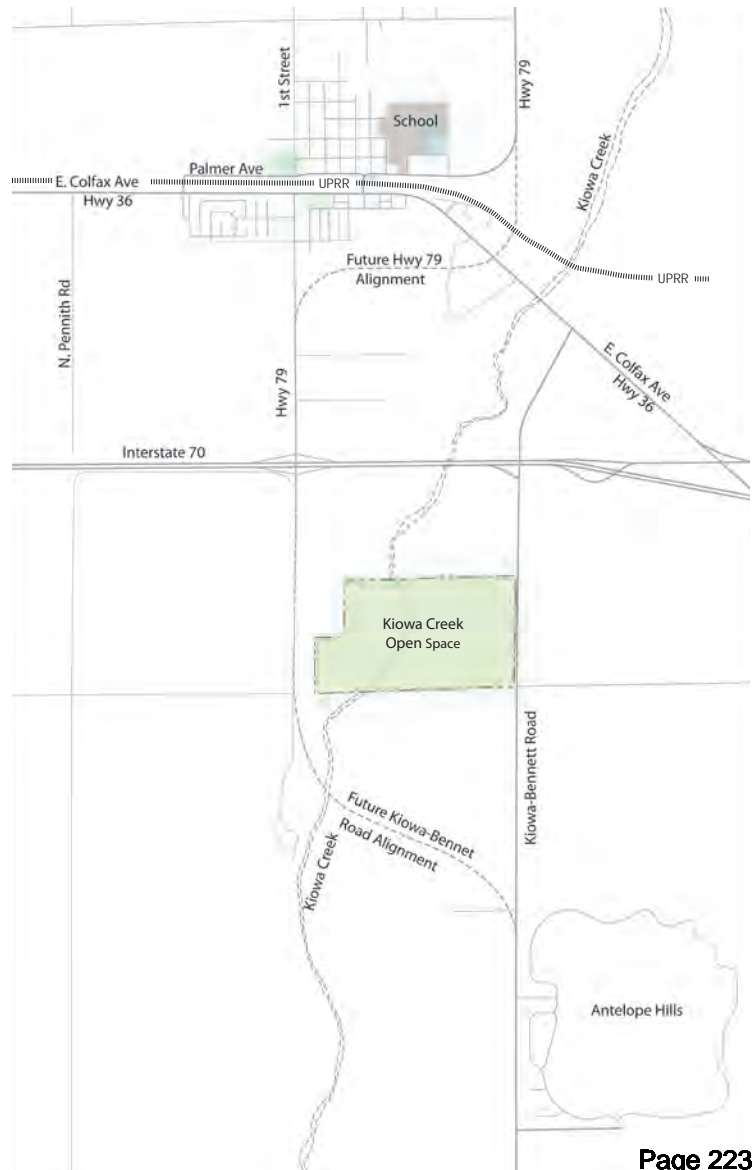 1st Street
Hwy 79
School
Kiowa Creek
Palmer Ave
E. Colfax Ave
UPRR
Hwy 36
Future Hwy 79
Alignment
UPRR
N. Pennith Rd
Hwy 79
E. Colfax Ave
Hwy 36
Interstate 70
Kiowa Creek
Open Space
Kiowa-Bennett Road
Future Kiowa-Bennet
Road Alignment
Kiowa Creek
Antelope Hills
Page 223